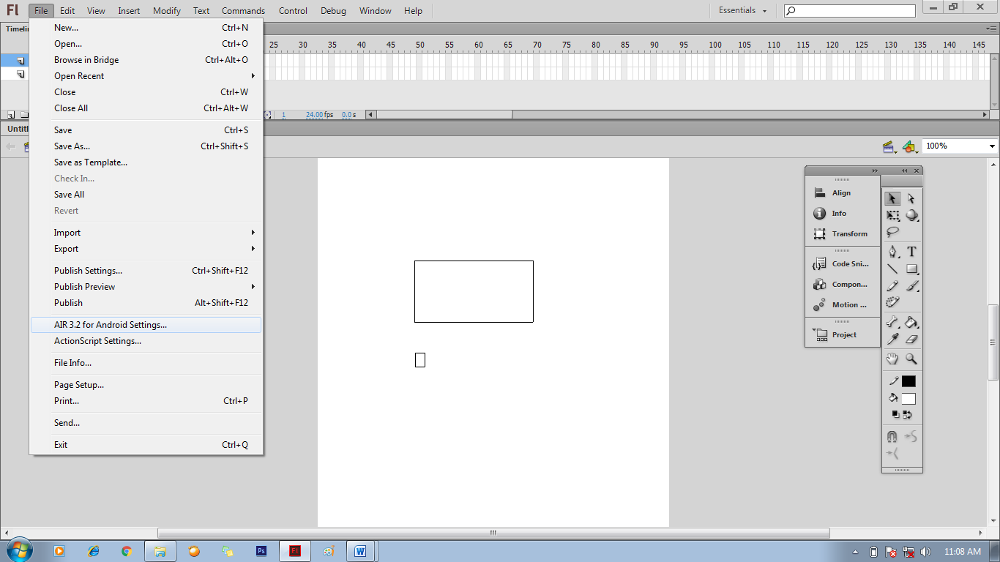 Fl File Edit View Insert Modify Text Commands Control Debug Window Help Essentials
Timelin
25 30 35 40 45 50 55 60 65 70 75 80 85 90 95 100 105 110 115 120 125 130 135 140 145
New... Ctrl+N
Open... Ctrl+O
Browse in Bridge Ctrl+Alt+O
Open Recent
Close Ctrl+W
Close All Ctrl+Alt+W
1 24.00 fps 0.0 s
Untitl
Save Ctrl+S
Save As... Ctrl+Shift+S
100%
Save as Template...
Check In...
Save All
Revert
Import
Export
Publish Settings... Ctrl+Shift+F12
Publish Preview
Publish Alt+Shift+F12
AIR 3.2 for Android Settings...
ActionScript Settings...
File Info...
Page Setup...
Print... Ctrl+P
Send...
Exit Ctrl+Q
Align
Info
Transform
Code Sni...
Compon...
Motion ...
Project
T
Ps Fl W 11:08 AM